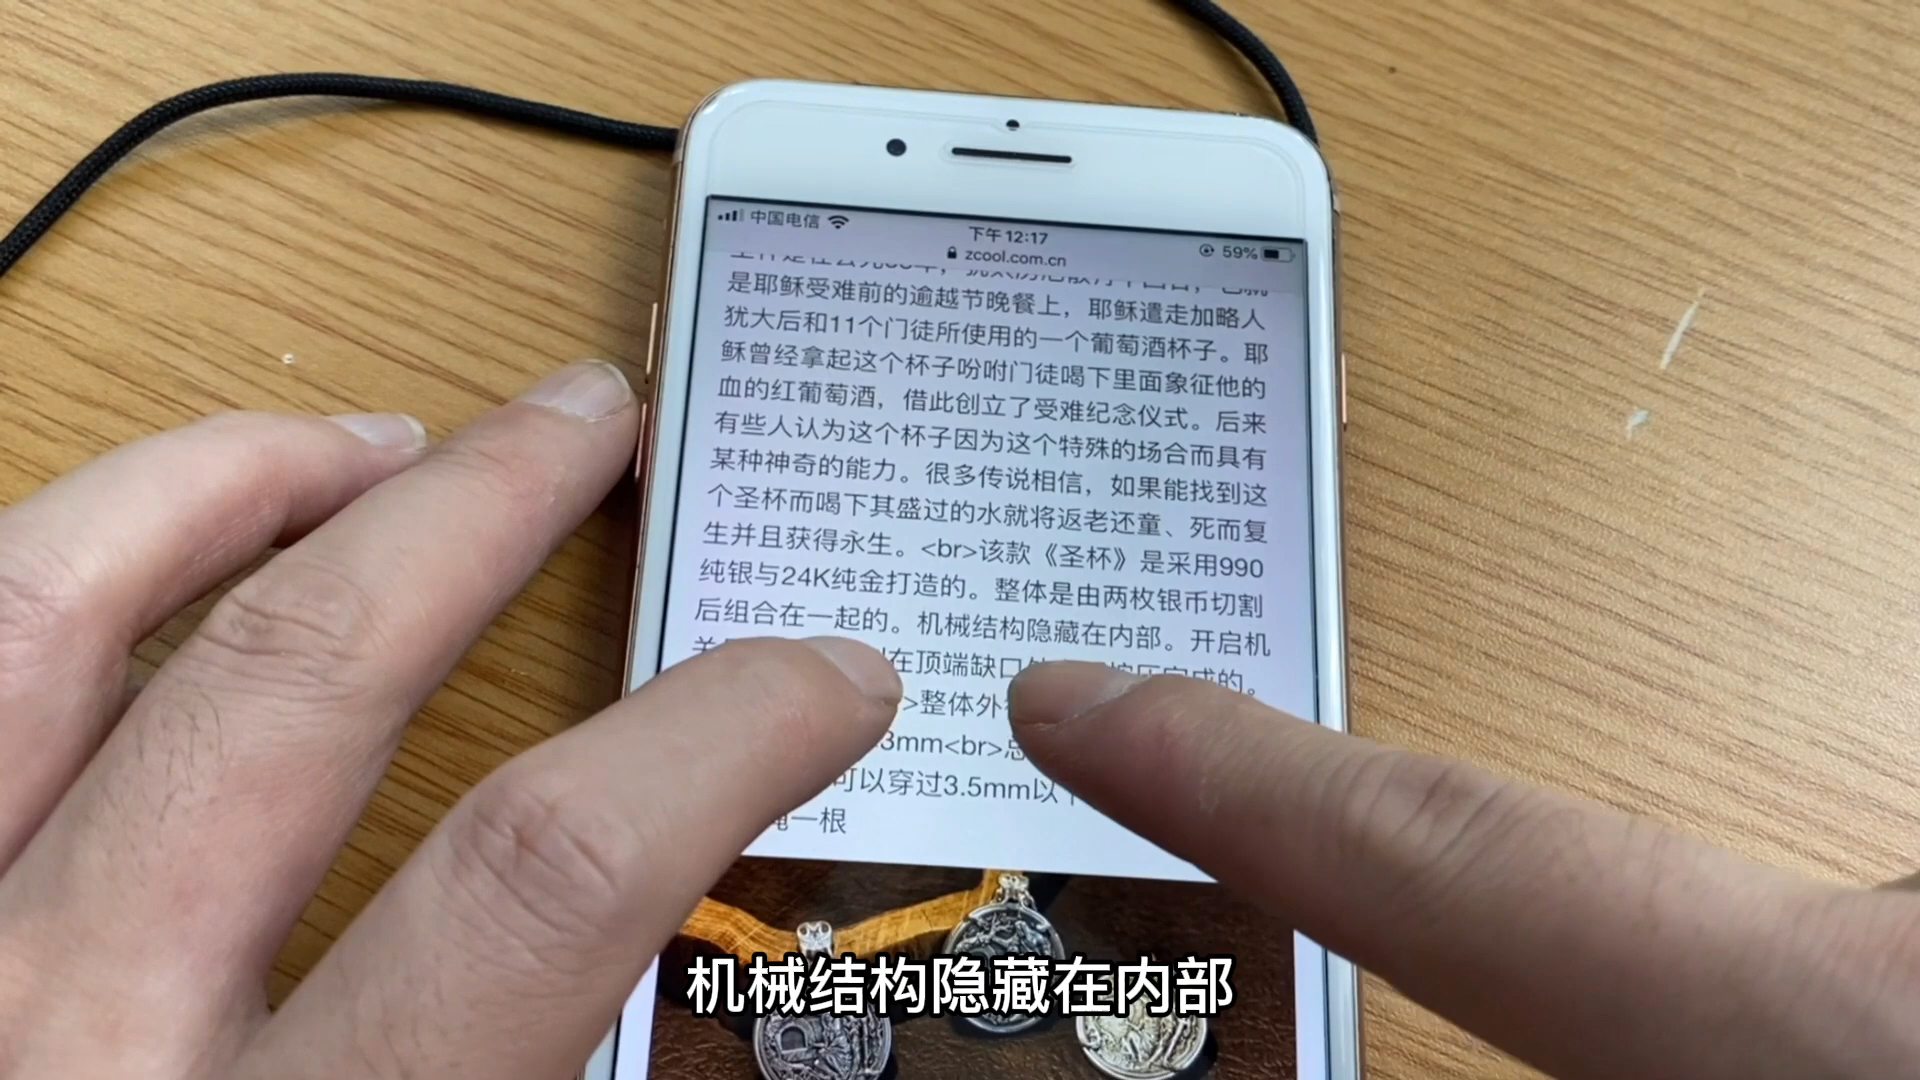 中国电信
下午12:17
59%
zcool.com.cn
是耶稣受难前的逾越节晚餐上，耶稣遣走加略人
犹大后和11个门徒所使用的一个葡萄酒杯子。耶
稣曾经拿起这个杯子吩咐门徒喝下里面象征他的
血的红葡萄酒，借此创立了受难纪念仪式。后来
有些人认为这个杯子因为这个特殊的场合而具有
某种神奇的能力。很多传说相信，如果能找到这
个圣杯而喝下其盛过的水就将返老还童、死而复
生并且获得永生。<br>该款《圣杯》是采用990
纯银与24K纯金打造的。整体是由两枚银币切割
后组合在一起的。机械结构隐藏在内部。开启机
在顶端缺口 完成的。
>整体外
3mm<br>总
可以穿过3.5mm以下
绳一根
机械结构隐藏在内部